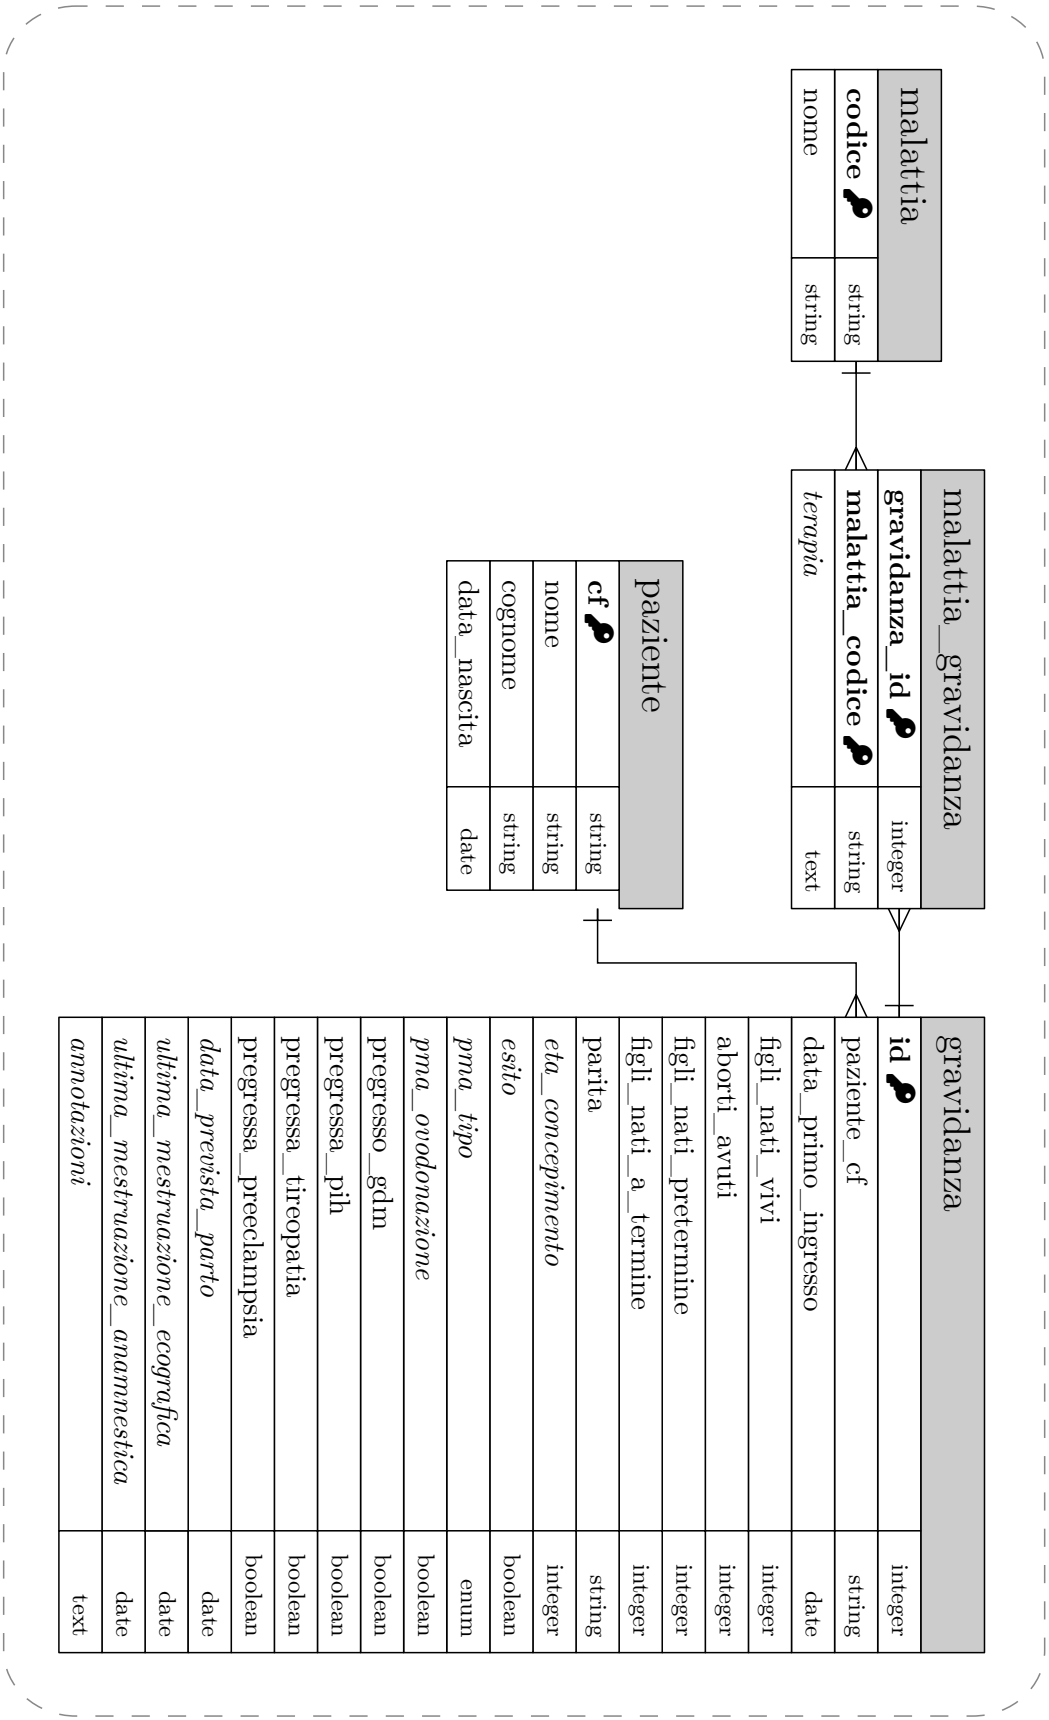 malattia
codice string
nome string
malattia_gravidanza
gravidanza_id integer
malattia_codice string
terapia text
paziente
cf string
nome string
cognome string
data_nascita date
gravidanza
id integer
paziente_cf string
data_primo_ingresso date
figli_nati_vivi integer
aborti_avuti integer
figli_nati_pretermine integer
figli_nati_a_termine integer
parita string
eta_concepimento integer
esito boolean
pma_tipo enum
pma_ovodonazione boolean
pregresso_gdm boolean
pregressa_pih boolean
pregressa_tireopatia boolean
pregressa_preeclampsia boolean
data_prevista_parto date
ultima_mestruazione_ecografica date
ultima_mestruazione_anamnestica date
annotazioni text